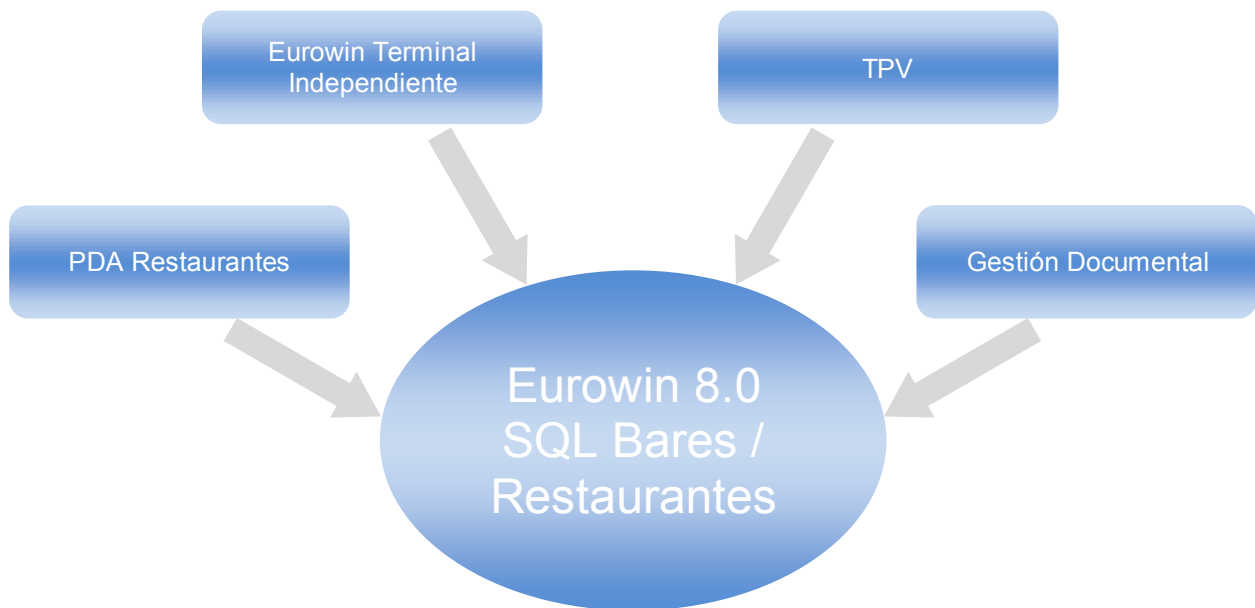 Eurowin Terminal
Independiente
TPV
PDA Restaurantes
Gestión Documental
Eurowin 8.0
SQL Bares /
Restaurantes